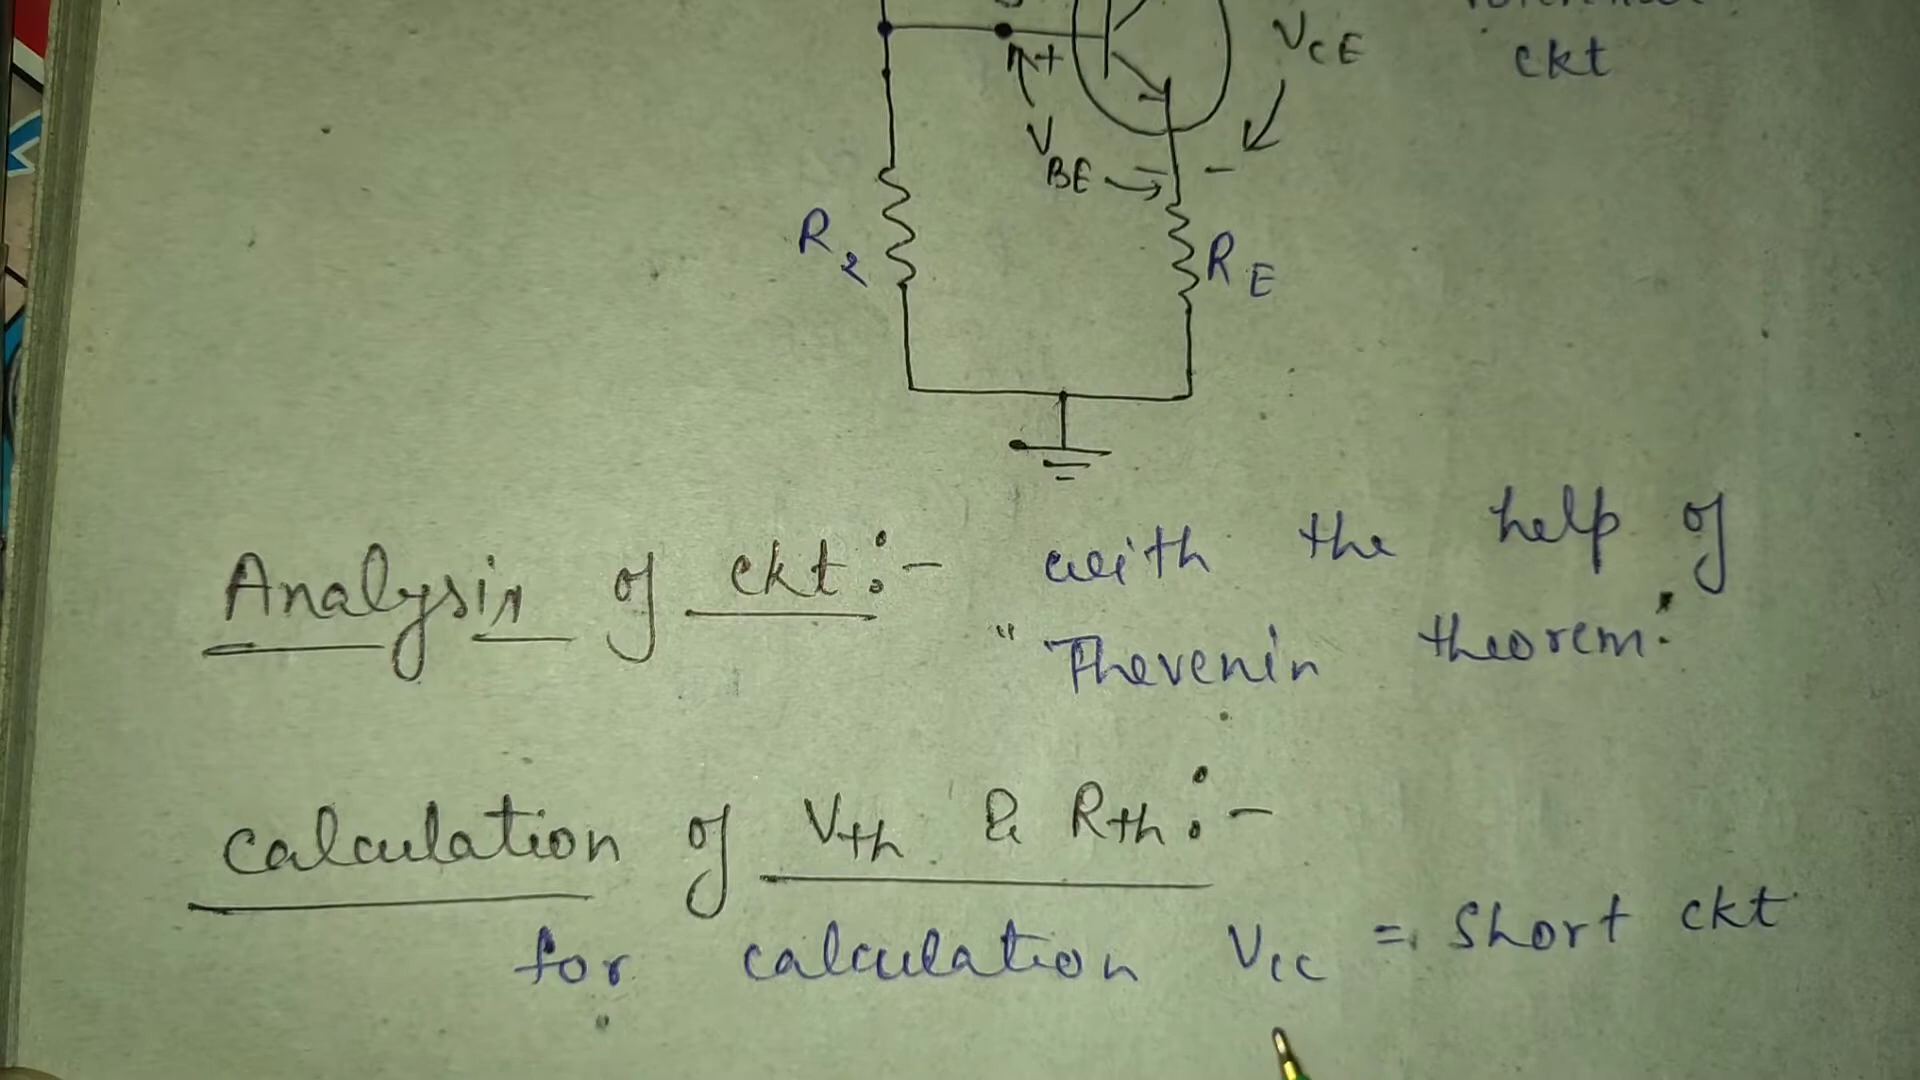 VCE
ckt
+
VBE
- -
R2
RE
Analysis of ckt :- with the help of
"Thevenin theorem."
Calculation of Vth & Rth :-
for calculation Vcc = Short ckt